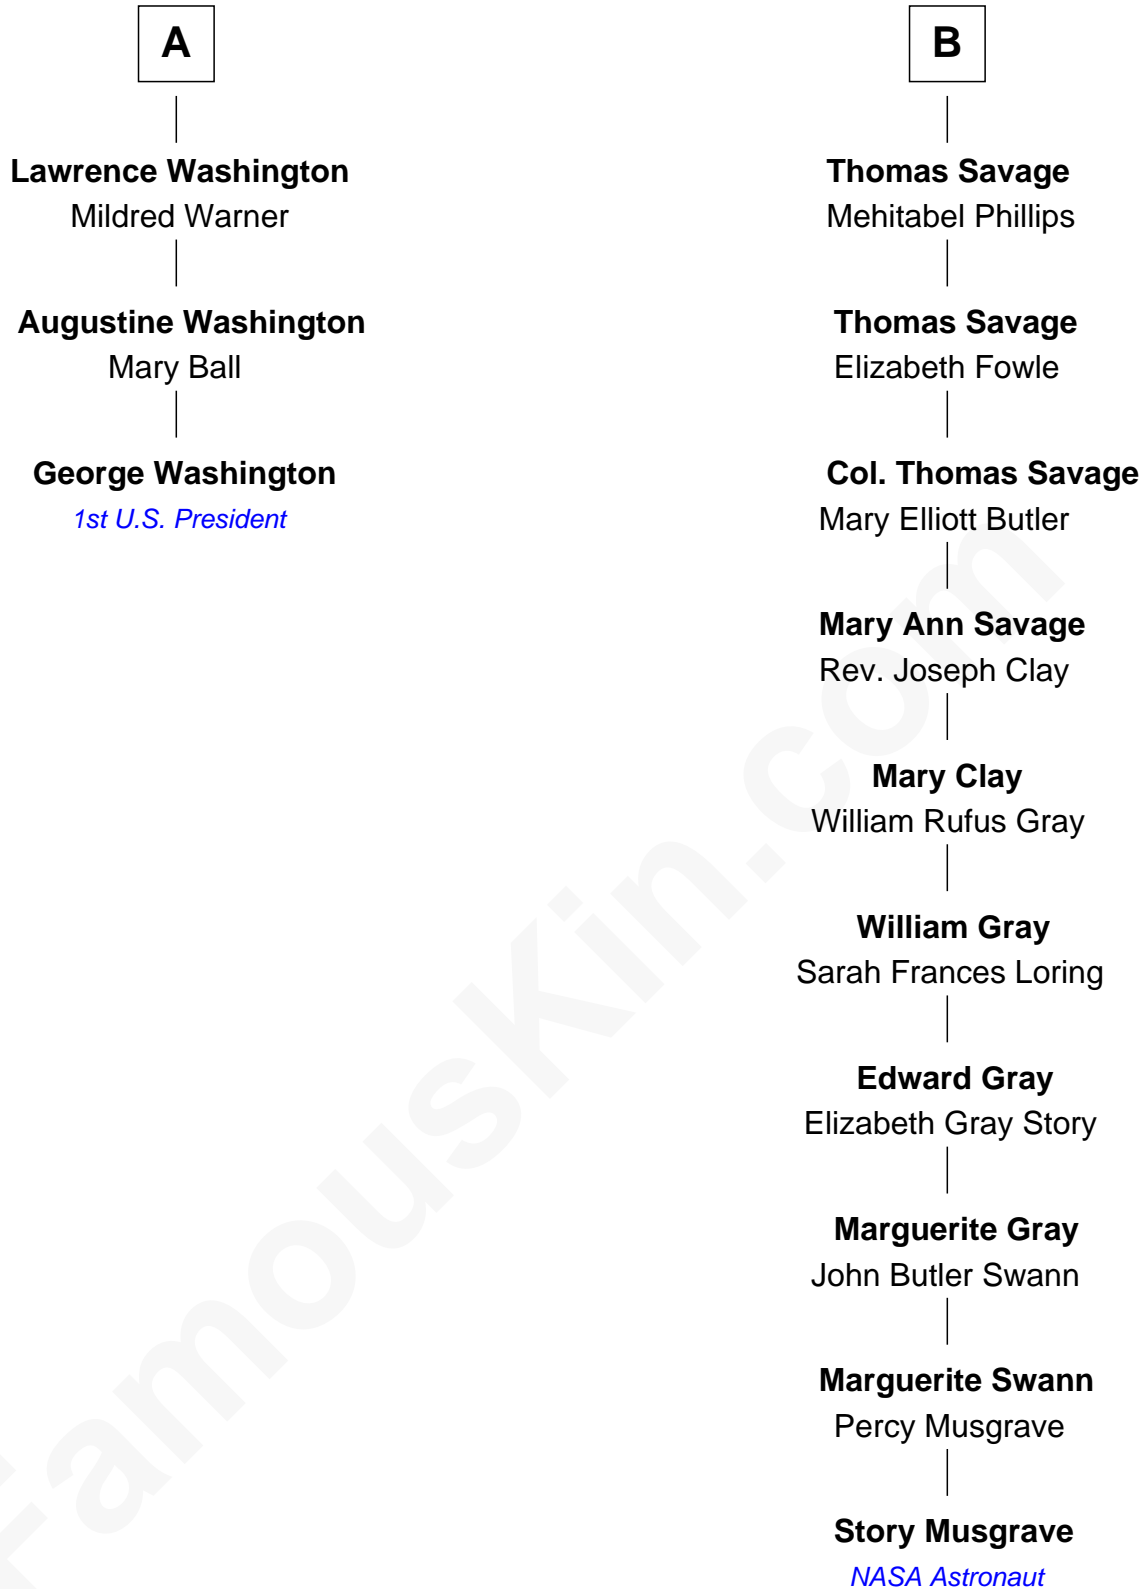 A
Lawrence Washington
Mildred Warner
Augustine Washington
Mary Ball
George Washington
1st U.S. President
B
Thomas Savage
Mehitabel Phillips
Thomas Savage
Elizabeth Fowle
Col. Thomas Savage
Mary Elliott Butler
Mary Ann Savage
Rev. Joseph Clay
Mary Clay
William Rufus Gray
William Gray
Sarah Frances Loring
Edward Gray
Elizabeth Gray Story
Marguerite Gray
John Butler Swann
Marguerite Swann
Percy Musgrave
Story Musgrave
NASA Astronaut
FamousKin.com